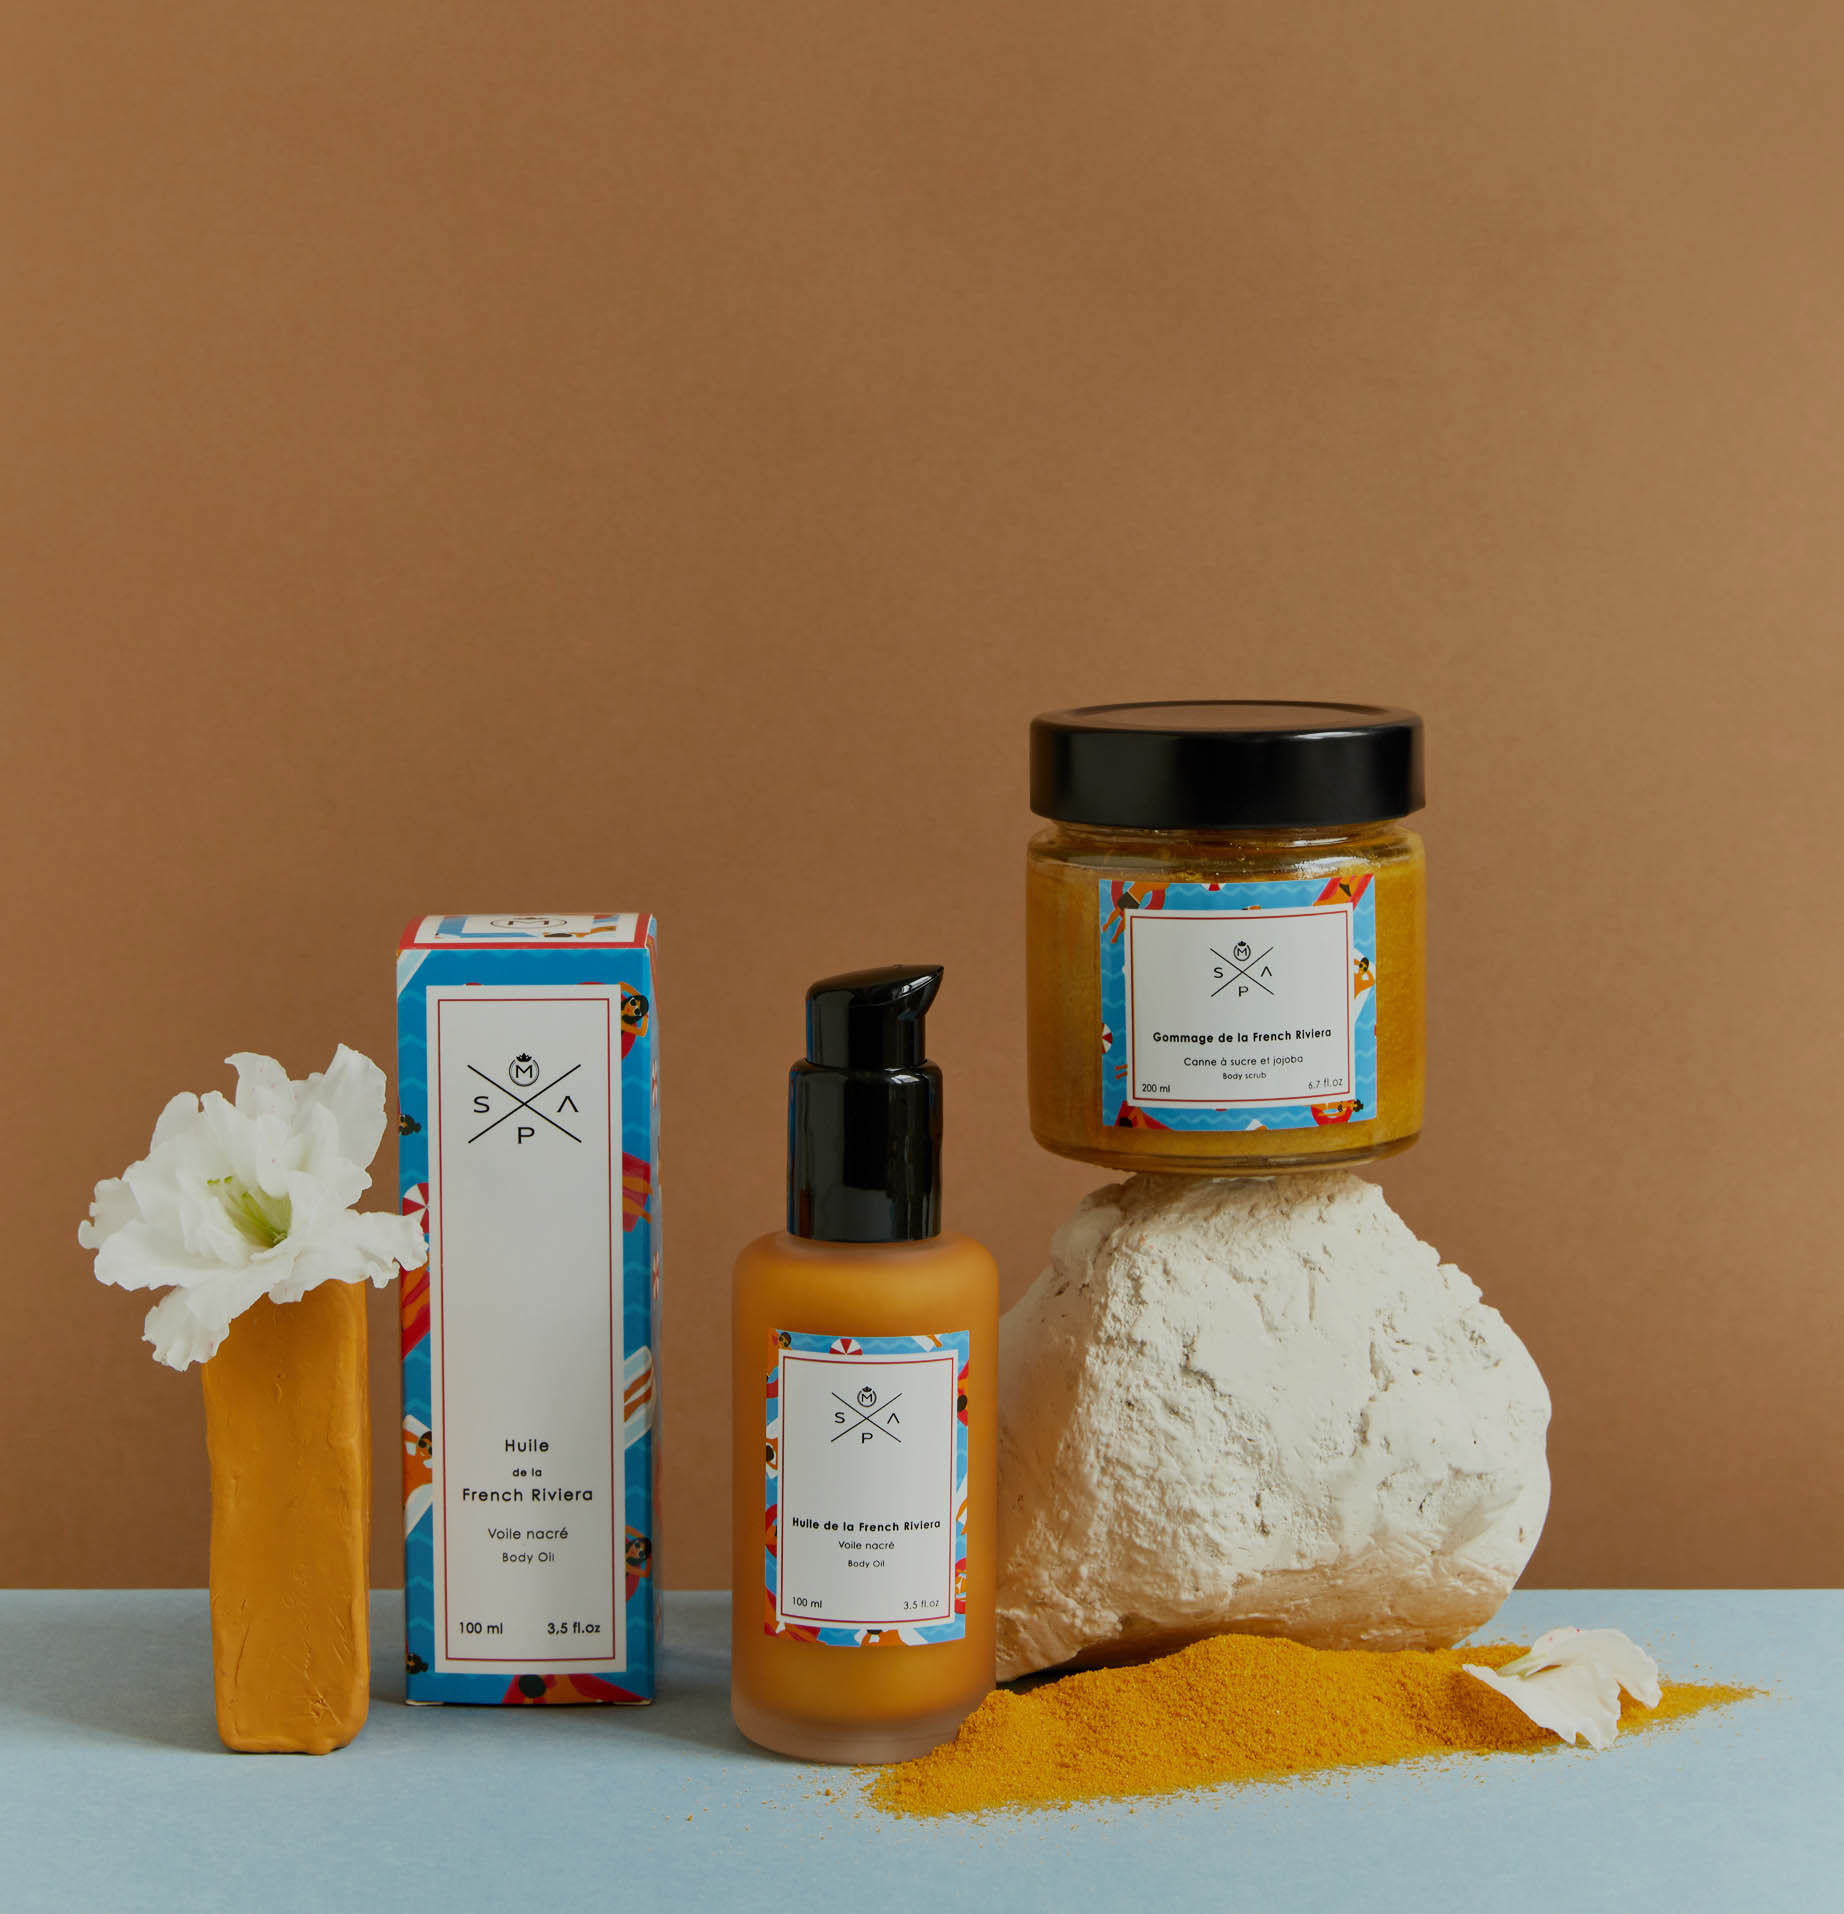 M
M
S Λ
P
Huile
de la
French Riviera
Voile nacré
Body Oil
100 ml 3,5 fl.oz
M
S Λ
P
Huile de la French Riviera
Voile nacré
Body Oil
100 ml 3,5 fl.oz
M
S Λ
P
Gommage de la French Riviera
Canne à sucre et jojoba
Body scrub
200 ml 6.7 fl.oz